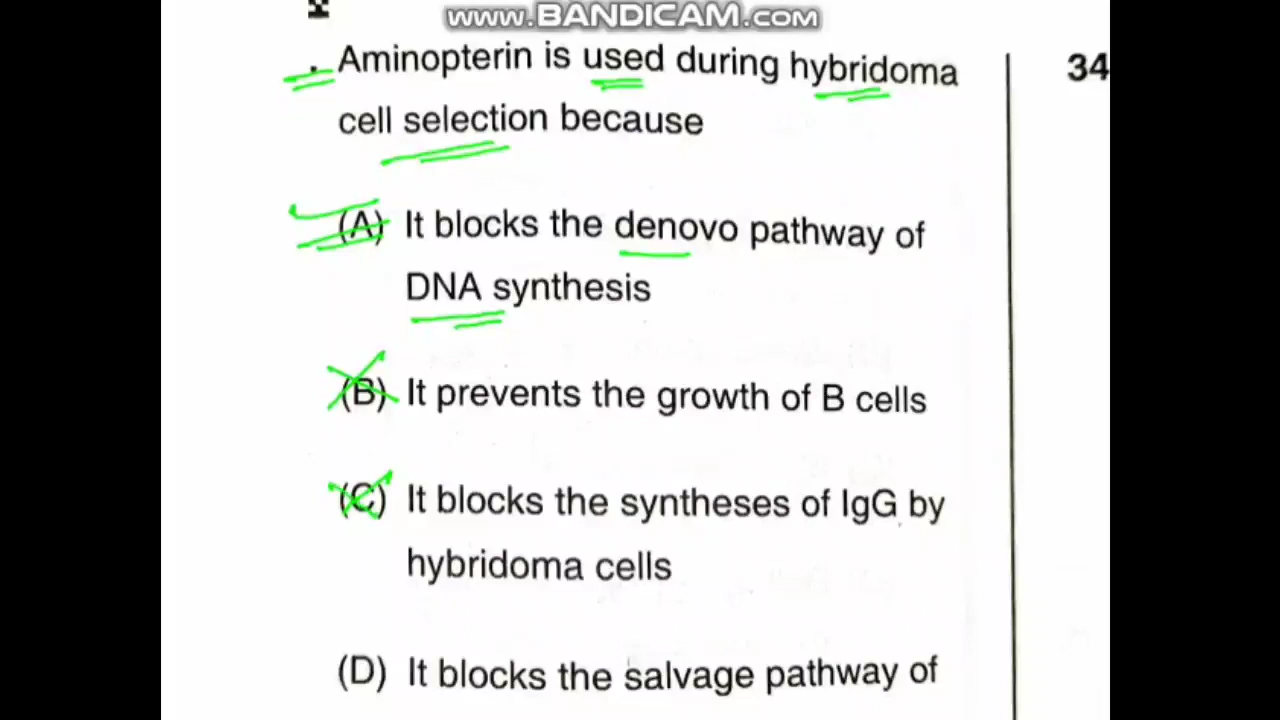 www.BANDICAM.com
. Aminopterin is used during hybridoma
34
cell selection because
(A) It blocks the denovo pathway of
DNA synthesis
(B) It prevents the growth of B cells
(C) It blocks the syntheses of IgG by
hybridoma cells
(D) It blocks the salvage pathway of